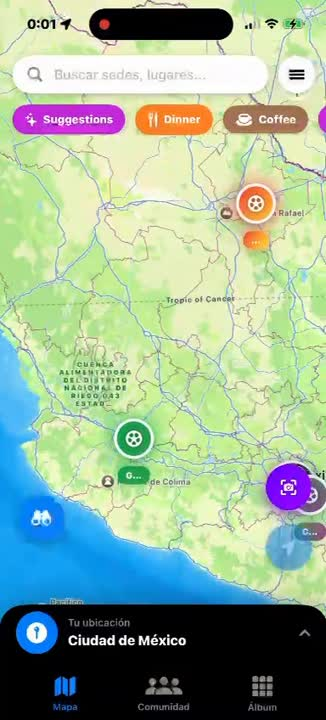 0:01
Buscar sedes, lugares...
Suggestions
Dinner
Coffee
Rafael
...
Tropic of Cancer
CUENCA
ALIMENTADORA
DEL DISTRITO
NACIONAL DE
RIEGO 043
ESTAD...
G...
de Colima
G...
Pacífico
Tu ubicación
Ciudad de México
Mapa
Comunidad
Álbum